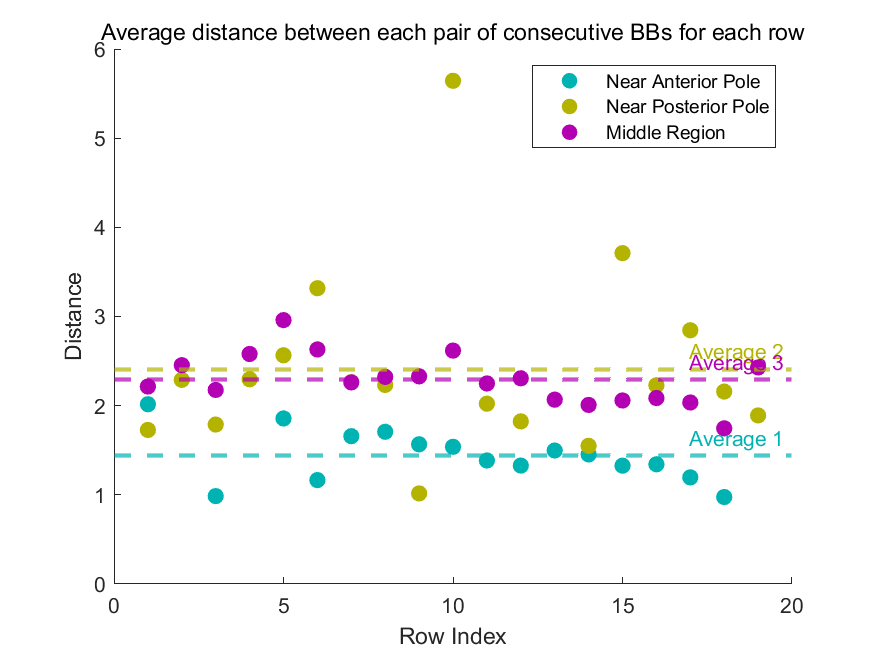 Average distance between each pair of consecutive BBs for each row
Near Anterior Pole
Near Posterior Pole
Middle Region
6
5
4
3
2
1
0
Distance
Average 2
Average 3
Average 1
0
5
10
15
20
Row Index